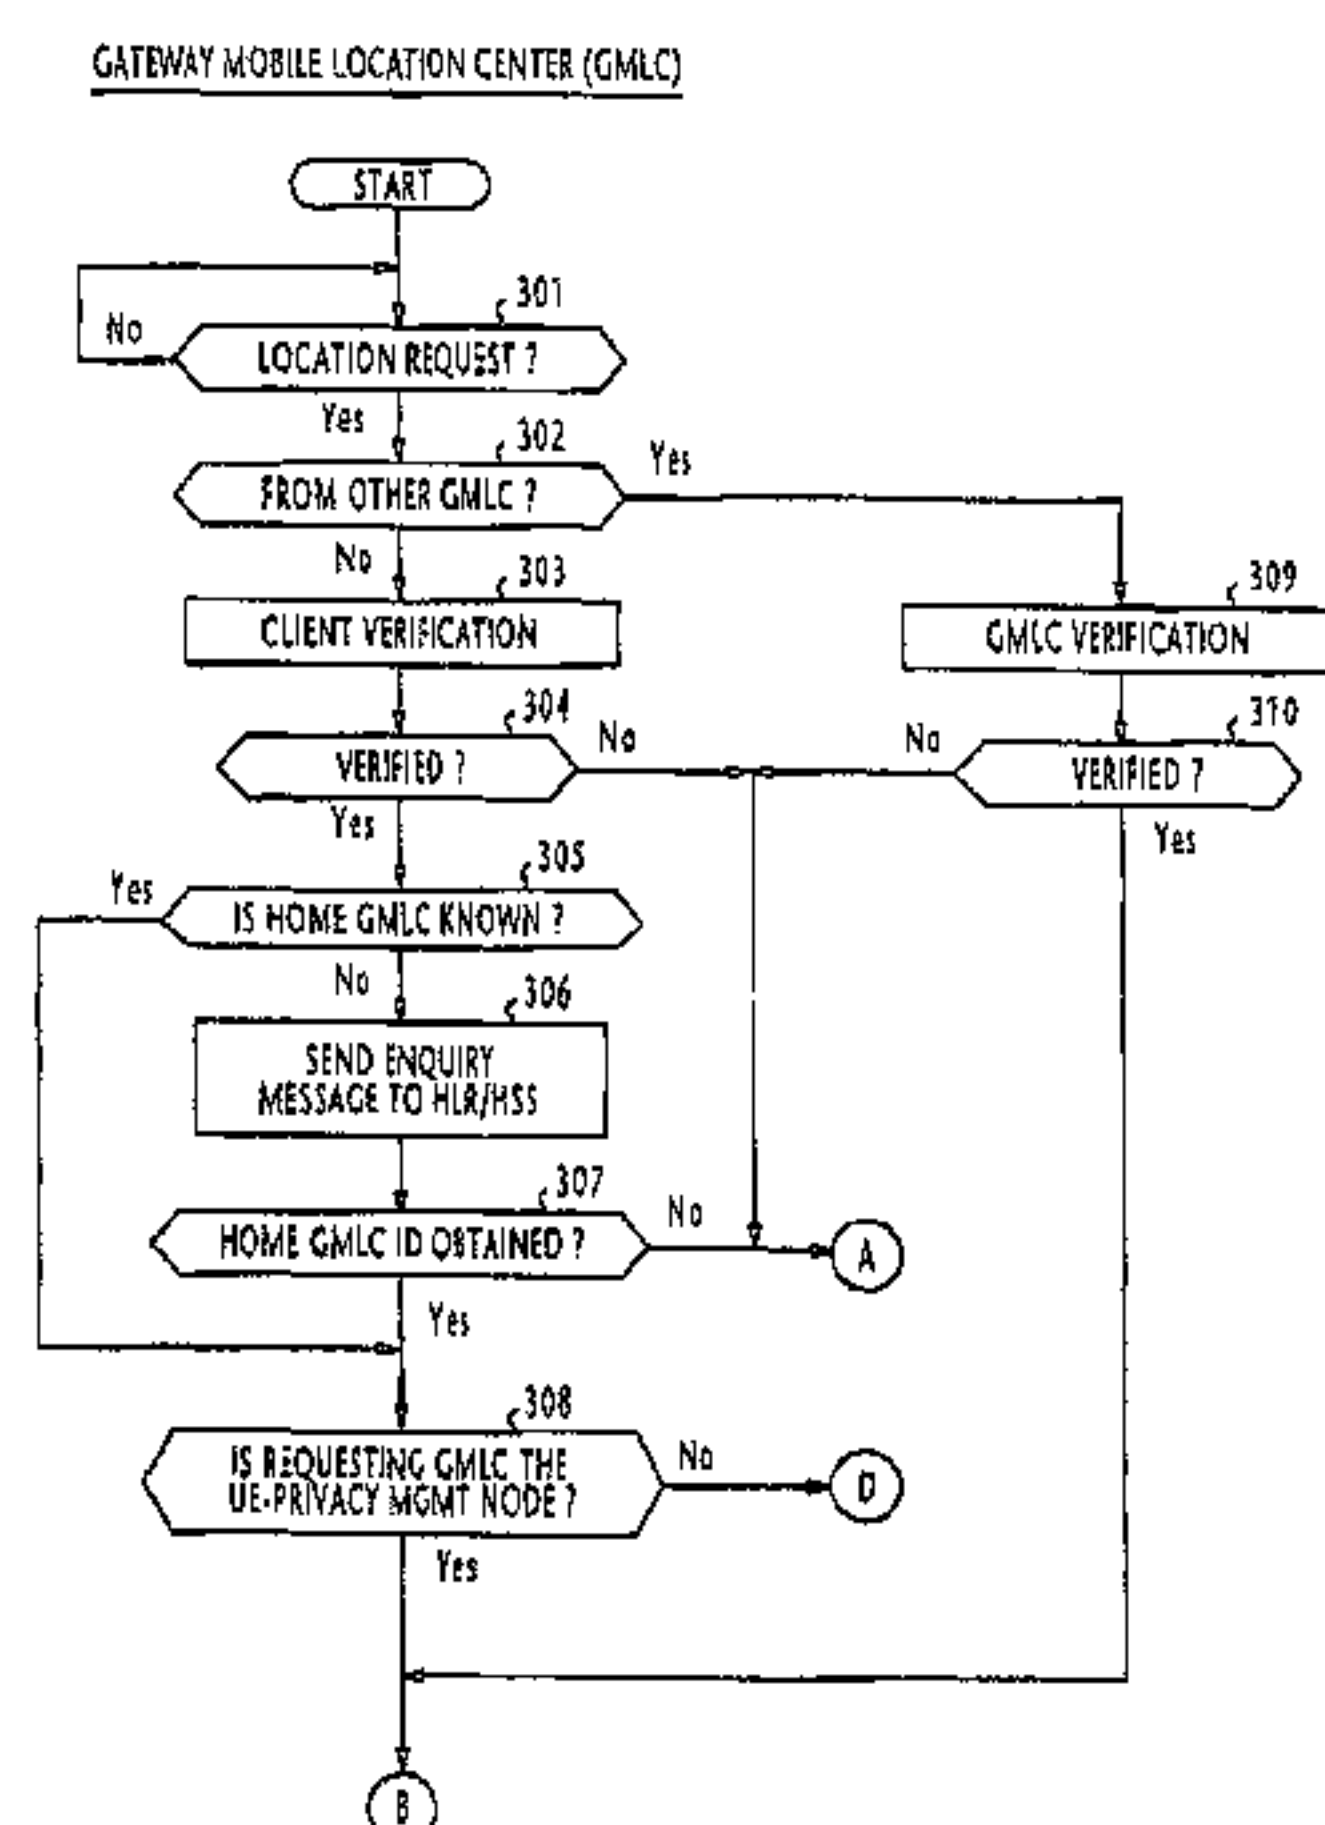 GATEWAY MOBILE LOCATION CENTER (GMLC)
START
301
No
LOCATION REQUEST ?
Yes
302
Yes
FROM OTHER GMLC ?
No
303
309
CLIENT VERIFICATION
GMLC VERIFICATION
304
310
No
No
VERIFIED ?
VERIFIED ?
Yes
Yes
305
Yes
IS HOME GMLC KNOWN ?
No
306
SEND ENQUIRY
MESSAGE TO HLR/HSS
307
No
HOME GMLC ID OBTAINED ?
A
Yes
308
No
IS REQUESTING GMLC THE
UE-PRIVACY MGMT NODE ?
D
Yes
B